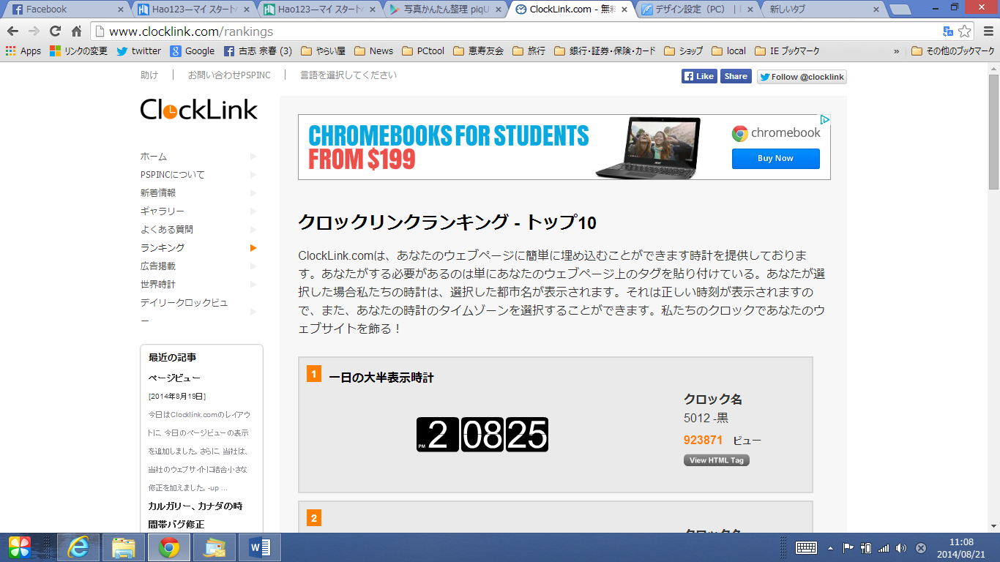 Facebook
Hao123—マイ スタート
Hao123—マイ スタート
写真かんたん整理 piqU
ClockLink.com - 無料
デザイン設定（PC） |
新しいタブ
www.clocklink.com/rankings
Apps
リンクの変更
twitter
Google
古志 宗春 (3)
やらい屋
News
PCtool
恵寿友会
旅行
銀行・証券・保険・カード
ショップ
local
IE ブックマーク
»
その他のブックマーク
助け | お問い合わせPSPINC | 言語を選択してください
Like
Share
Follow @clocklink
ClockLink
ホーム
PSPINCについて
新着情報
ギャラリー
よくある質問
ランキング
広告掲載
世界時計
デイリークロックビュ
ー
最近の記事
ページビュー
[2014年8月19日]
今日はClocklink.comのレイアウ
トに、今日のページビューの表示
を追加しました。さらに、当社は、
当社のウェブサイトに結合小さな
修正を加えました。-up ...
カルガリー、カナダの時
間帯バグ修正
CHROMEBOOKS FOR STUDENTS
FROM $199
acer
chromebook
Buy Now
クロックリンクランキング - トップ10
ClockLink.comは、あなたのウェブページに簡単に埋め込むことができます時計を提供しておりま
す。あなたがする必要があるのは単にあなたのウェブページ上のタグを貼り付けている。あなたが選
択した場合私たちの時計は、選択した都市名が表示されます。それは正しい時刻が表示されますの
で、また、あなたの時計のタイムゾーンを選択することができます。私たちのクロックであなたのウ
ェブサイトを飾る！
1
一日の大半表示時計
PM 2 08 25
クロック名
5012 -黒
923871 ビュー
View HTML Tag
2
クロック名
11:08
2014/08/21